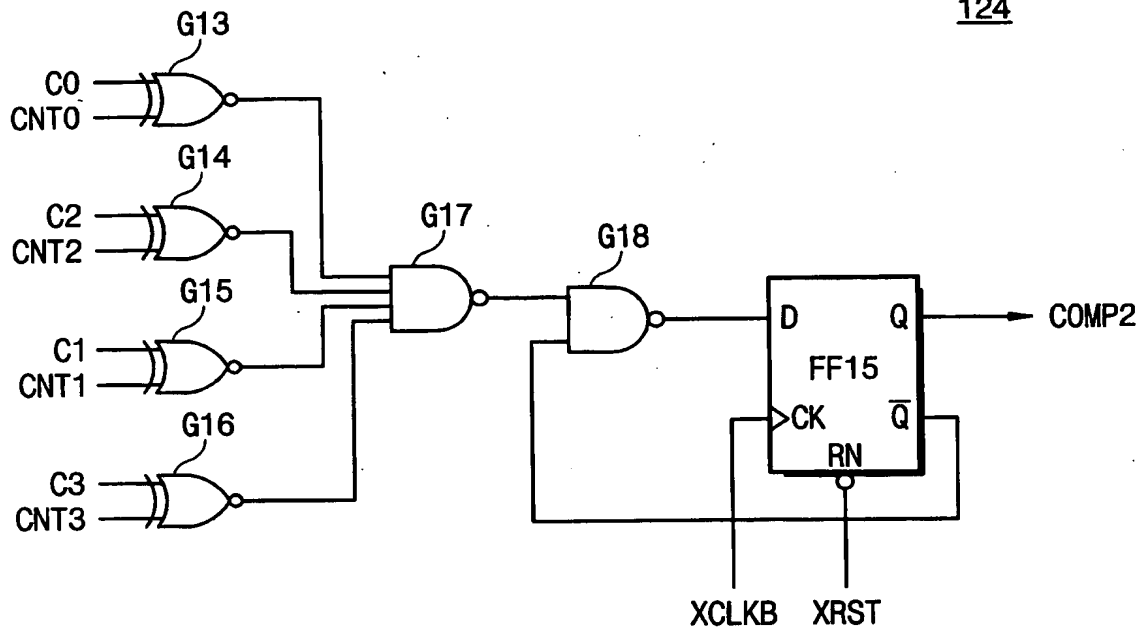 124
G13
C0
CNT0
G14
C2
CNT2
G17
G18
G15
C1
CNT1
D Q
COMP2
FF15
CK Q̅
G16
RN
C3
CNT3
XCLKB XRST